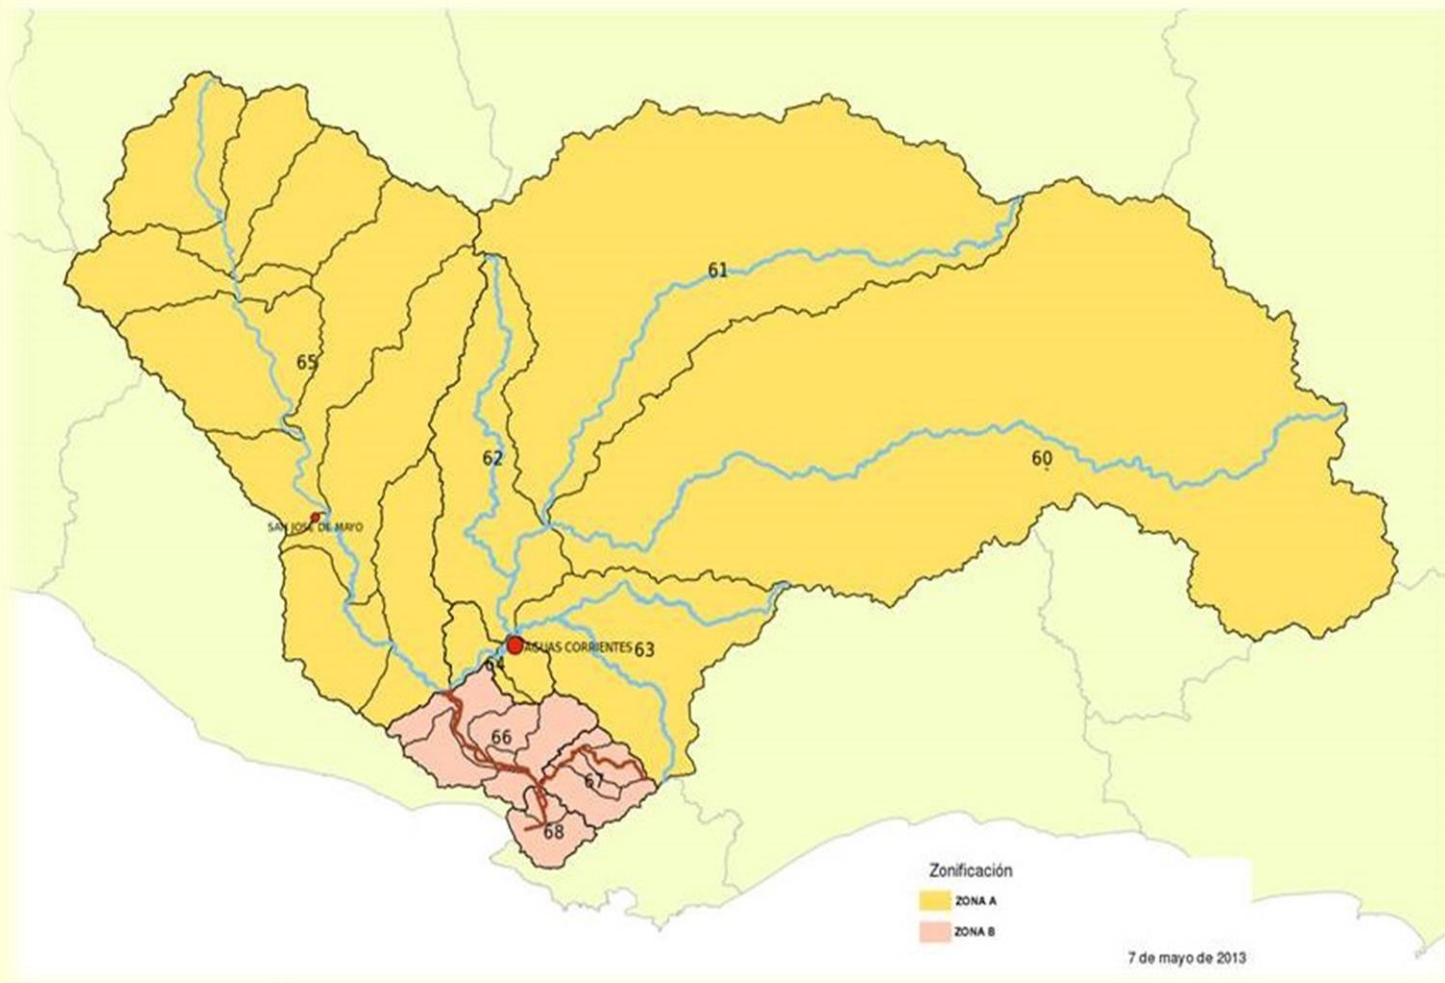 61
65
62
60
SAN JOSE DE MAYO
AGUAS CORRIENTES
63
64
66
67
68
Zonificación
ZONA A
ZONA B
7 de mayo de 2013